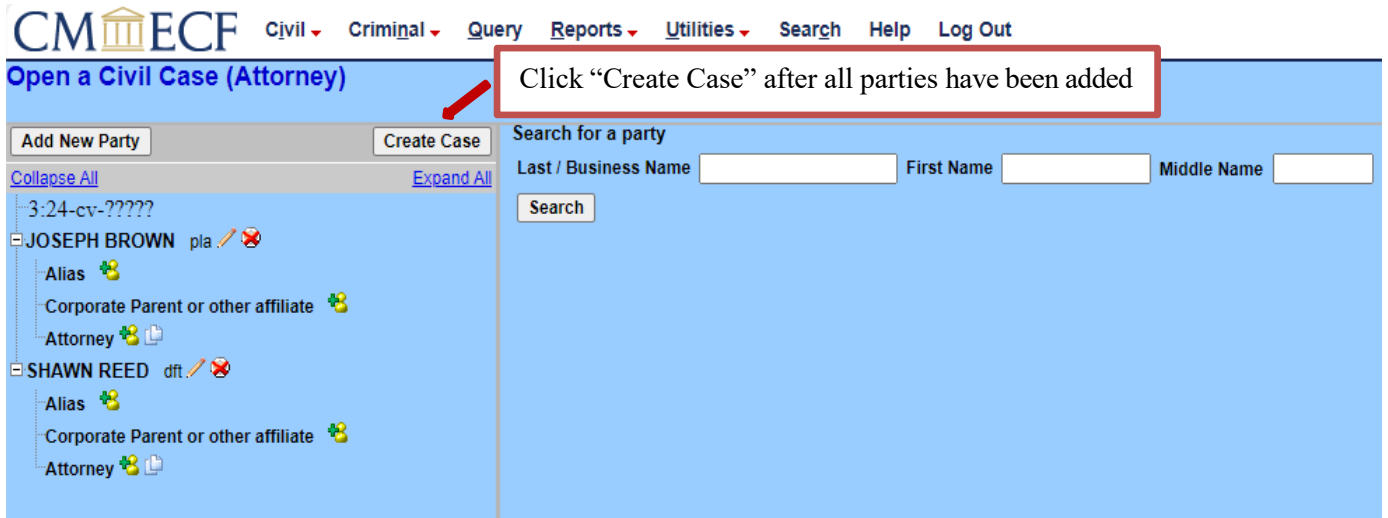 CM ECF Civil Criminal Query Reports Utilities Search Help Log Out
Open a Civil Case (Attorney)
Click “Create Case” after all parties have been added
Add New Party Create Case
Collapse All Expand All
3:24-cv-?????
JOSEPH BROWN pla
Alias
Corporate Parent or other affiliate
Attorney
SHAWN REED dft
Alias
Corporate Parent or other affiliate
Attorney
Search for a party
Last / Business Name First Name Middle Name
Search